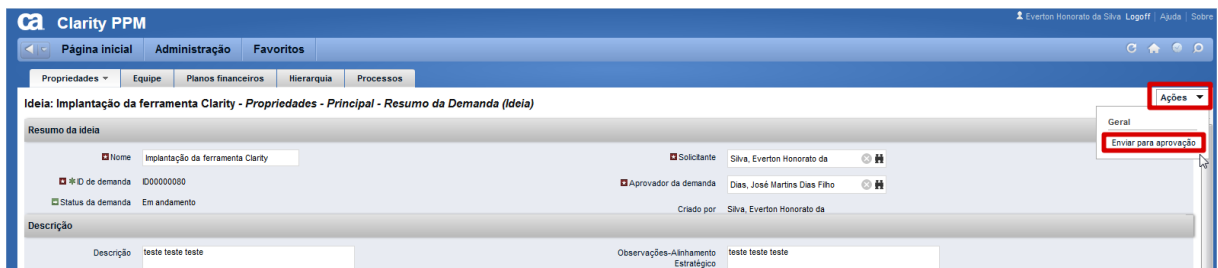 ca Clarity PPM
Everton Honorato da Silva Logoff | Ajuda | Sobre
Página inicial Administração Favoritos
Propriedades Equipe Planos financeiros Hierarquia Processos
Ideia: Implantação da ferramenta Clarity - Propriedades - Principal - Resumo da Demanda (Ideia)
Ações
Geral
Enviar para aprovação
Resumo da ideia
Nome Implantação da ferramenta Clarity
Solicitante Silva, Everton Honorato da
ID de demanda ID00000080
Aprovador da demanda Dias, José Martins Dias Filho
Status da demanda Em andamento
Criado por Silva, Everton Honorato da
Descrição
Descrição teste teste teste
Observações-Alinhamento teste teste teste
Estratégico